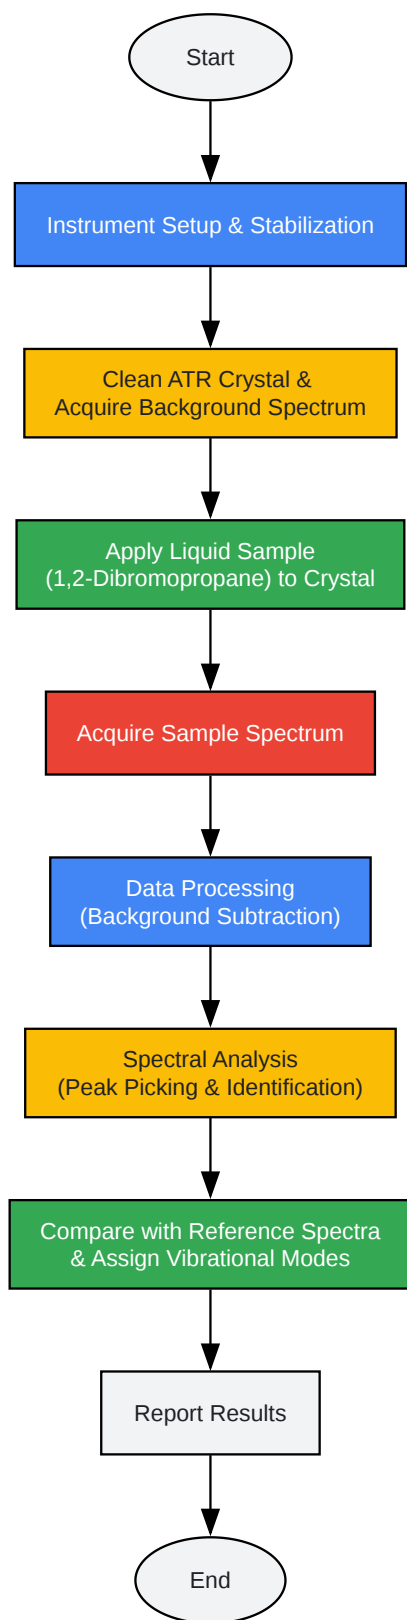 Start
Instrument Setup & Stabilization
Clean ATR Crystal &
Acquire Background Spectrum
Apply Liquid Sample
(1,2-Dibromopropane) to Crystal
Acquire Sample Spectrum
Data Processing
(Background Subtraction)
Spectral Analysis
(Peak Picking & Identification)
Compare with Reference Spectra
& Assign Vibrational Modes
Report Results
End